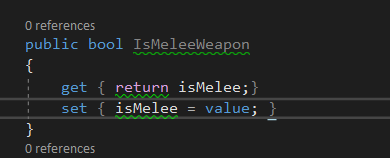 0 references
public bool IsMeleeWeapon
{
get { return isMelee;}
set { isMelee = value; }
}
0 references